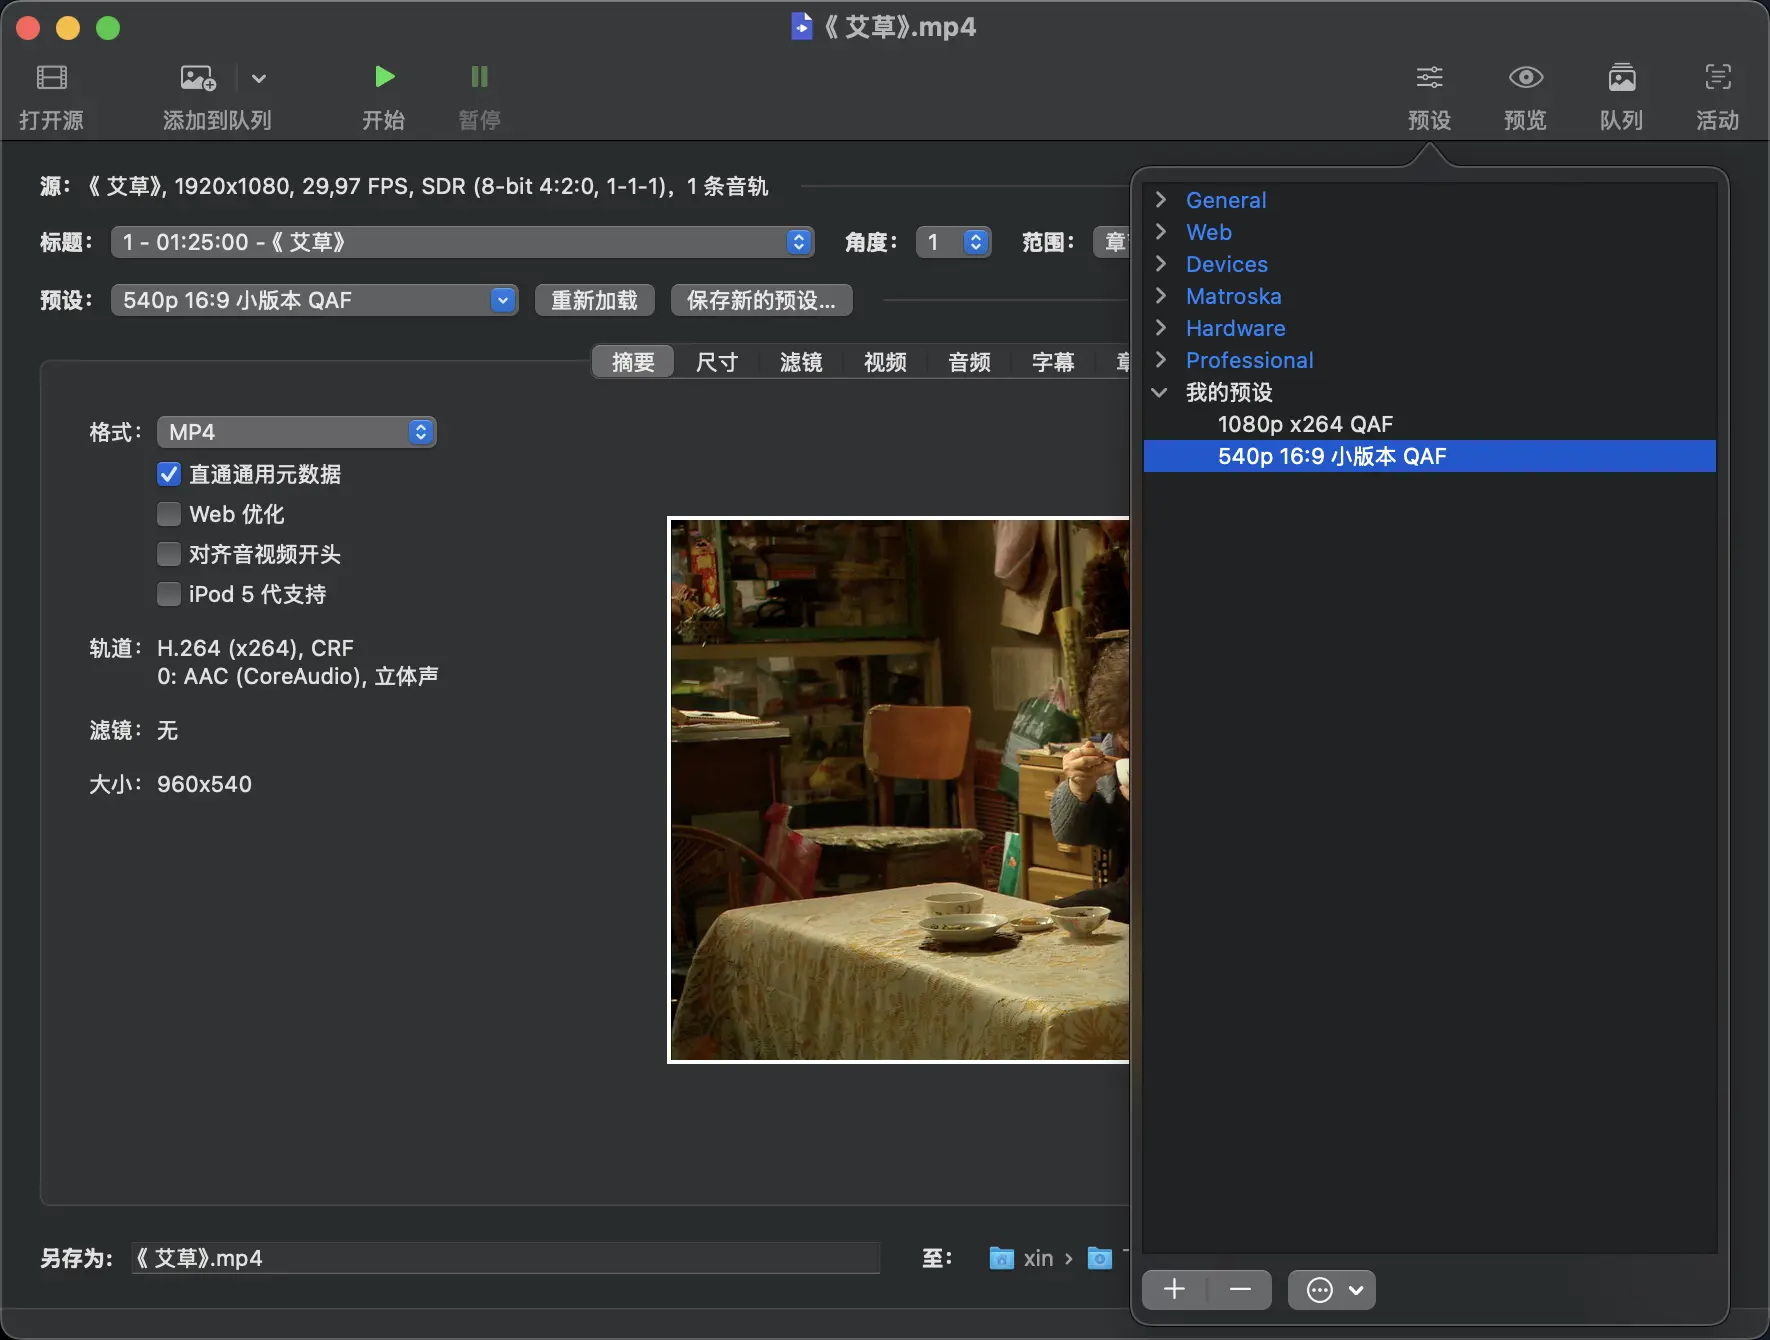 《 艾草》.mp4
打开源
添加到队列
开始
暂停
预设
预览
队列
活动
源： 《 艾草》, 1920x1080, 29,97 FPS, SDR (8-bit 4:2:0, 1-1-1)，1 条音轨
标题： 1 - 01:25:00 -《 艾草》
角度： 1
范围： 章
预设： 540p 16:9 小版本 QAF
重新加载
保存新的预设...
摘要
尺寸
滤镜
视频
音频
字幕
格式： MP4
直通通用元数据
Web 优化
对齐音视频开头
iPod 5 代支持
轨道： H.264 (x264), CRF
0: AAC (CoreAudio), 立体声
滤镜： 无
大小： 960x540
另存为: 《 艾草》.mp4
至： xin
General
Web
Devices
Matroska
Hardware
Professional
我的预设
1080p x264 QAF
540p 16:9 小版本 QAF